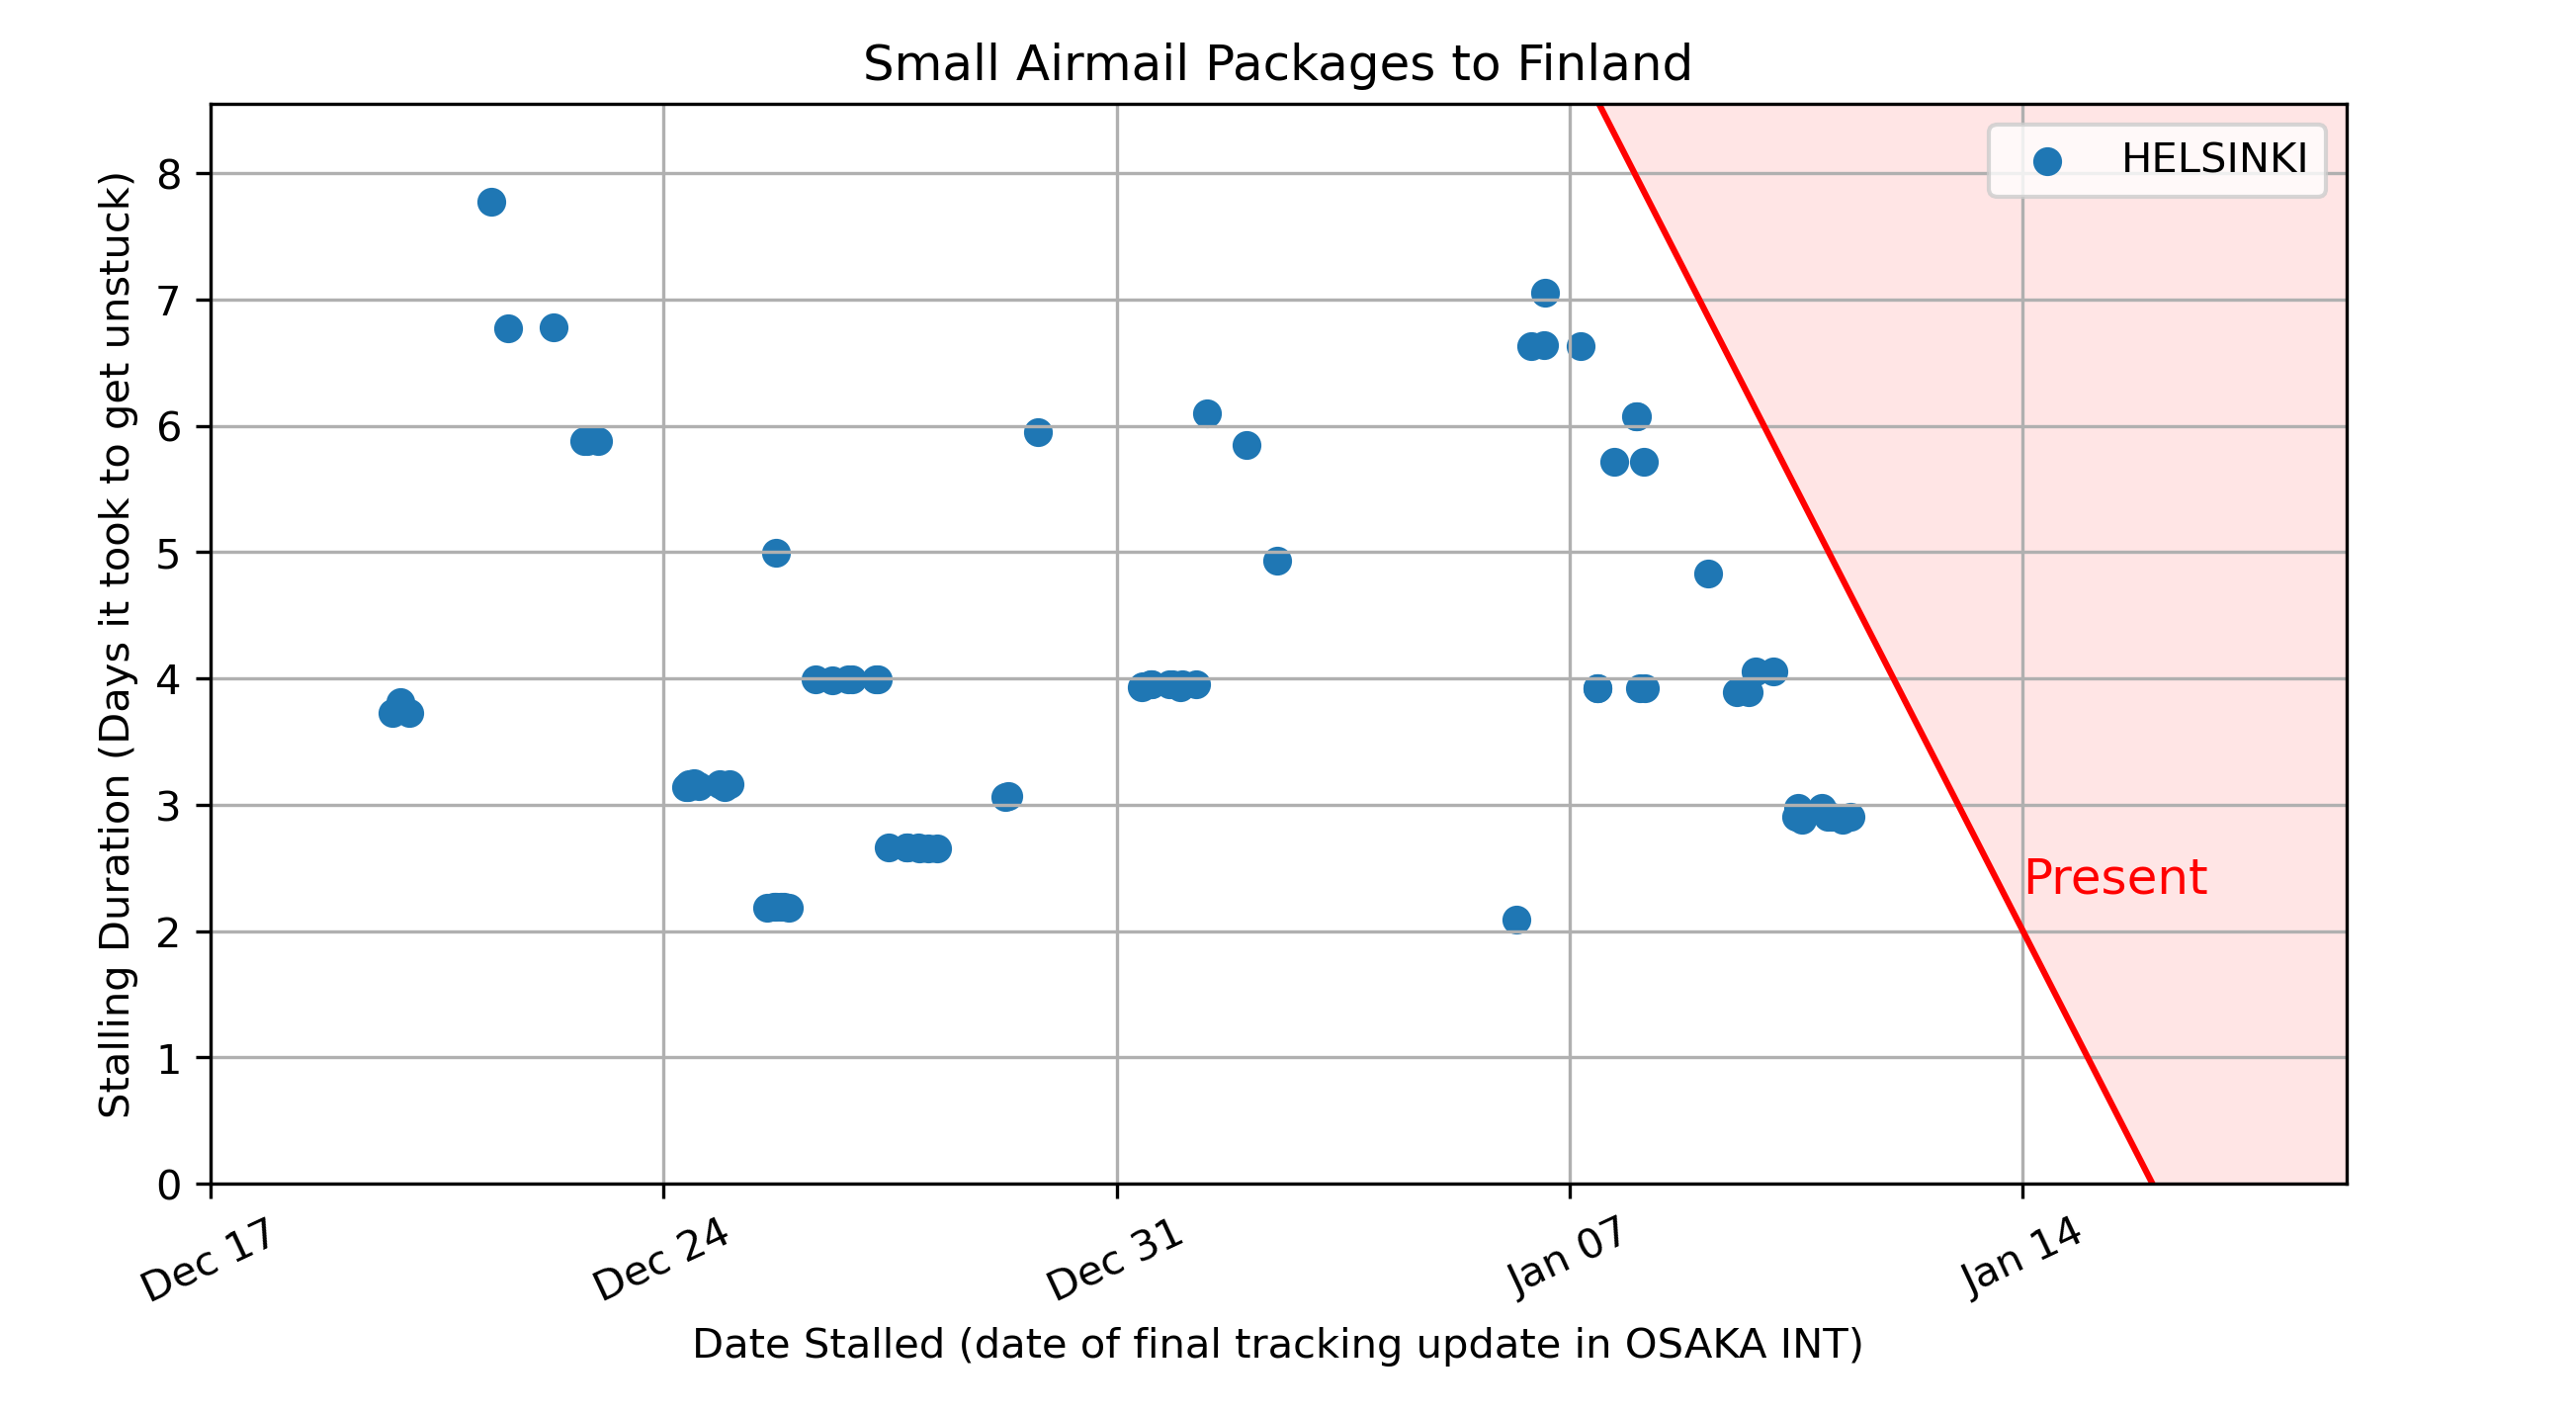 Small Airmail Packages to Finland
HELSINKI
Stalling Duration (Days it took to get unstuck)
8
7
6
5
4
3
2
1
0
Present
Dec 17
Dec 24
Dec 31
Jan 07
Jan 14
Date Stalled (date of final tracking update in OSAKA INT)